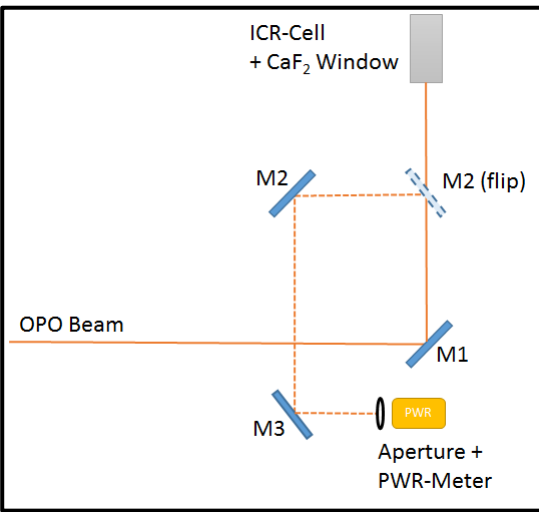 ICR-Cell
+ CaF₂ Window
M2
M2 (flip)
OPO Beam
M1
M3
PWR
Aperture +
PWR-Meter